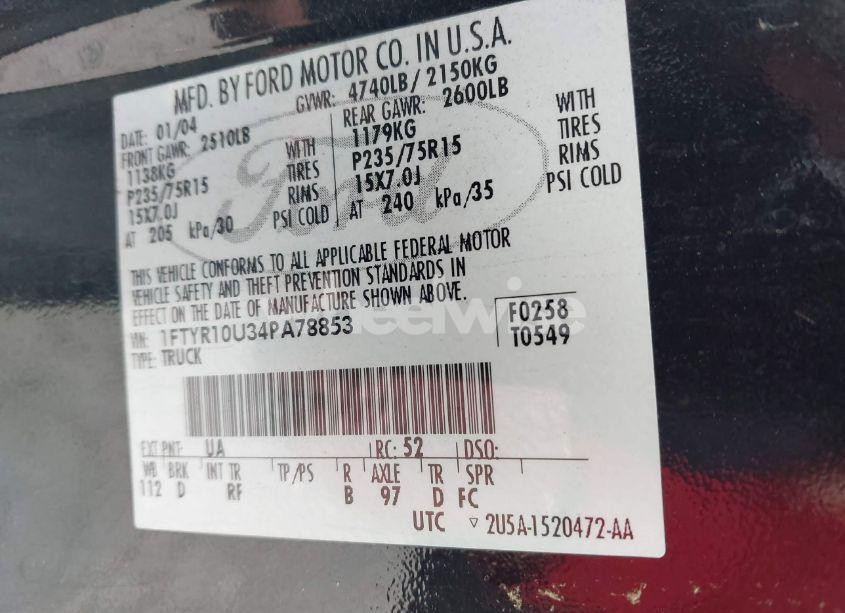 MFD. BY FORD MOTOR CO. IN U.S.A.
DATE: 01/04 GVWR: 4740LB/ 2150KG
FRONT GAWR: 2510LB REAR GAWR: 2600LB
1138KG WITH 1179KG WITH
P235/75R15 TIRES P235/75R15 TIRES
15X7.0J RIMS 15X7.0J RIMS
AT 205 kPa/30 PSI COLD AT 240 kPa/35 PSI COLD
Ford
THIS VEHICLE CONFORMS TO ALL APPLICABLE FEDERAL MOTOR
VEHICLE SAFETY AND THEFT PREVENTION STANDARDS IN
EFFECT ON THE DATE OF MANUFACTURE SHOWN ABOVE.
VIN: 1FTYR10U34PA78853 F0258
TYPE: TRUCK T0549
EXT PNT: UA RC: 52 DSO:
WB BRK INT TR TP/PS R AXLE TR SPR
112 D RF B 97 D FC
UTC ▽ 2U5A-1520472-AA